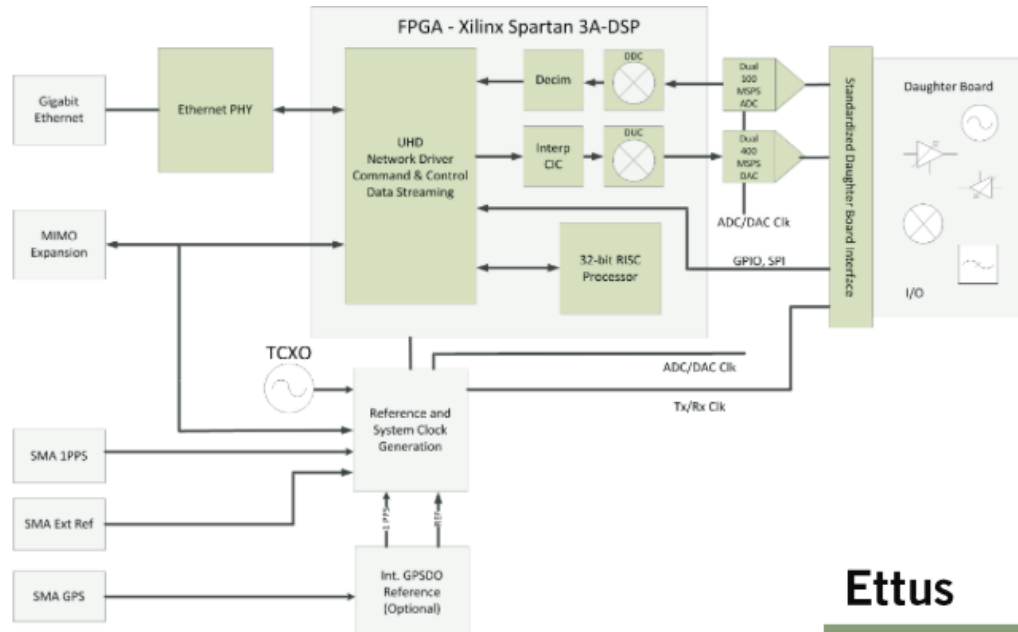 FPGA - Xilinx Spartan 3A-DSP
Gigabit
Ethernet
Ethernet PHY
UHD
Network Driver
Command & Control
Data Streaming
Decim
DDC
Dual
100
MSPS
ADC
Interp
CIC
DUC
Dual
400
MSPS
DAC
ADC/DAC Clk
Standardized Daughter Board Interface
Daughter Board
I/O
MIMO
Expansion
32-bit RISC
Processor
GPIO, SPI
TCXO
ADC/DAC Clk
Tx/Rx Clk
Reference and
System Clock
Generation
SMA 1PPS
SMA Ext Ref
1 PPS
REF
SMA GPS
Int. GPSDO
Reference
(Optional)
Ettus